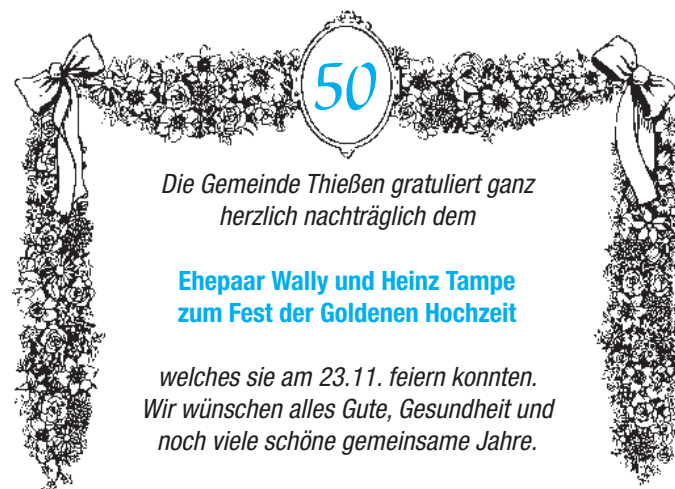 50
Die Gemeinde Thießen gratuliert ganz
herzlich nachträglich dem
Ehepaar Wally und Heinz Tampe
zum Fest der Goldenen Hochzeit
welches sie am 23.11. feiern konnten.
Wir wünschen alles Gute, Gesundheit und
noch viele schöne gemeinsame Jahre.